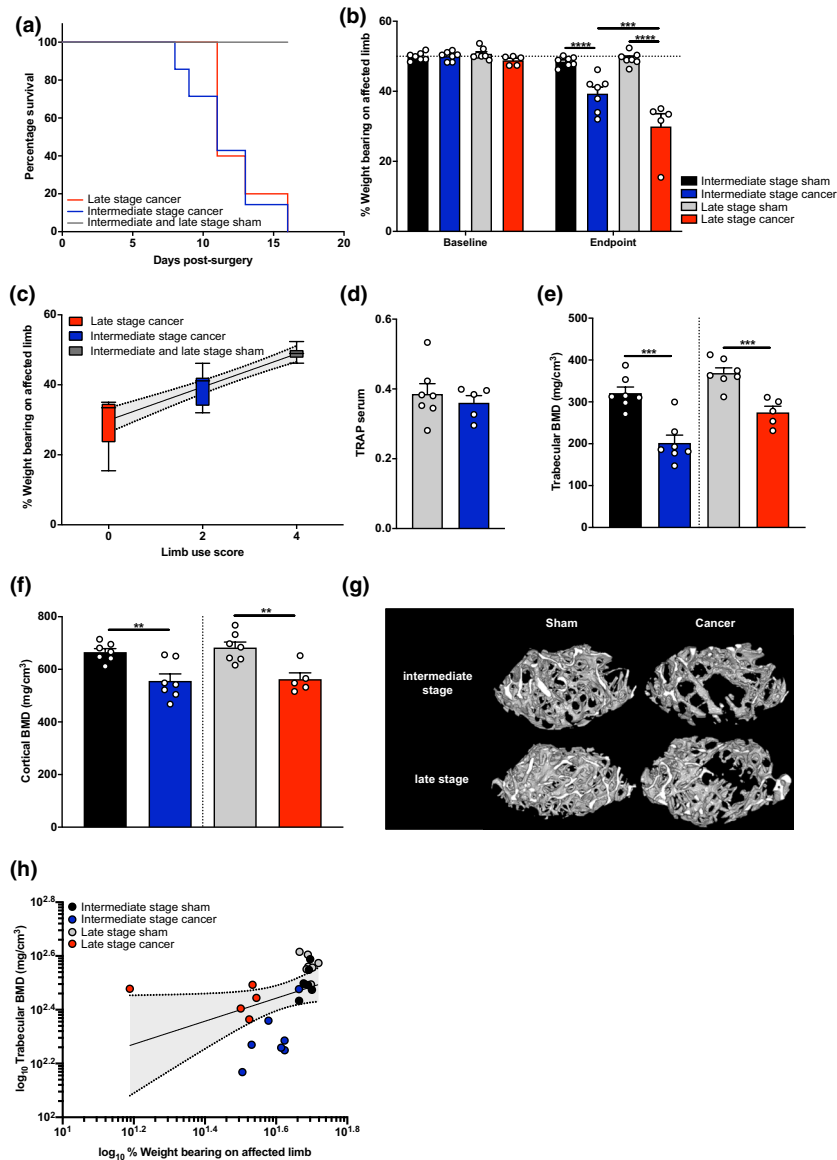 (a)
Percentage survival
100
80
60
40
20
0
0 5 10 15 20
Days post-surgery
Late stage cancer
Intermediate stage cancer
Intermediate and late stage sham
(b)
% Weight bearing on affected limb
60
40
20
0
**** *** ****
Baseline Endpoint
Intermediate stage sham
Intermediate stage cancer
Late stage sham
Late stage cancer
(c)
% Weight bearing on affected limb
60
40
20
0
0 2 4
Limb use score
Late stage cancer
Intermediate stage cancer
Intermediate and late stage sham
(d)
TRAP serum
0.6
0.4
0.2
0.0
(e)
Trabecular BMD (mg/cm³)
500
400
300
200
100
0
*** ***
(f)
Cortical BMD (mg/cm³)
800
600
400
200
0
** **
(g)
Sham Cancer
intermediate
stage
late stage
(h)
log₁₀ Trabecular BMD (mg/cm³)
10^2.8
10^2.6
10^2.4
10^2.2
10^2
10^1 10^1.2 10^1.4 10^1.6 10^1.8
log₁₀ % Weight bearing on affected limb
Intermediate stage sham
Intermediate stage cancer
Late stage sham
Late stage cancer